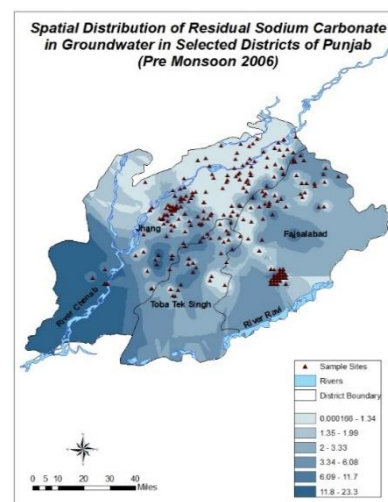 Spatial Distribution of Residual Sodium Carbonate
in Groundwater in Selected Districts of Punjab
(Pre Monsoon 2006)
Jhang
Faisalabad
Toba Tek Singh
River Chenab
River Ravi
Sample Sites
Rivers
District Boundary
0.060166 - 1.34
1.35 - 1.99
2 - 3.33
3.34 - 6.08
6.09 - 11.7
11.8 - 23.3
0 5 10 20 30 40
Miles